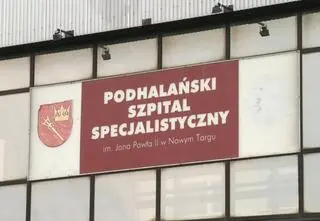 PODHALAŃSKI
SZPITAL
SPECJALISTYCZNY
im. Jana Pawła II w Nowym Targu